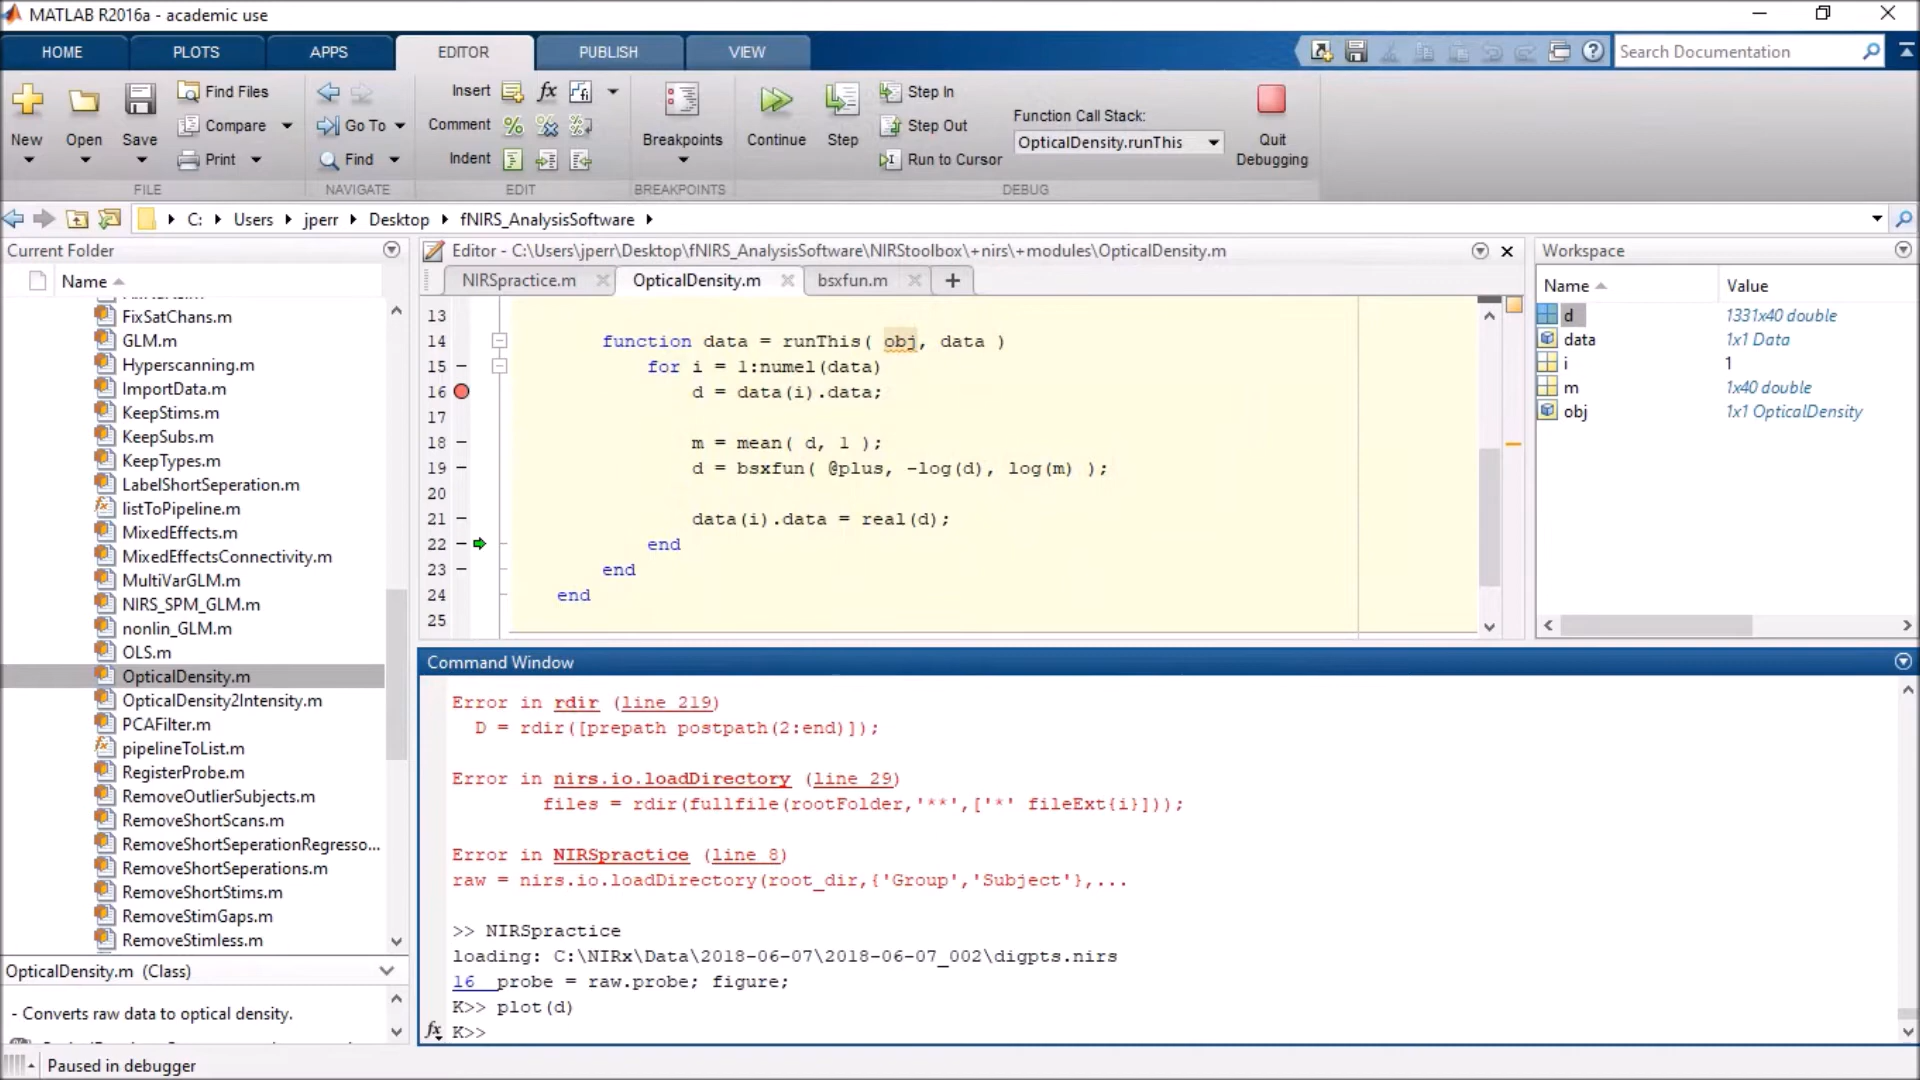 MATLAB R2016a - academic use
HOME PLOTS APPS EDITOR PUBLISH VIEW
Search Documentation
New
Open
Save
Find Files
Compare
Print
FILE
Go To
Find
NAVIGATE
Insert
Comment
Indent
EDIT
Breakpoints
BREAKPOINTS
Continue
Step
Step In
Step Out
Run to Cursor
Function Call Stack:
OpticalDensity.runThis
Quit
Debugging
DEBUG
C: Users jperr Desktop fNIRS_AnalysisSoftware
Current Folder
Name
FixSatChans.m
GLM.m
Hyperscanning.m
ImportData.m
KeepStims.m
KeepSubs.m
KeepTypes.m
LabelShortSeperation.m
listToPipeline.m
MixedEffects.m
MixedEffectsConnectivity.m
MultiVarGLM.m
NIRS_SPM_GLM.m
nonlin_GLM.m
OLS.m
OpticalDensity.m
OpticalDensity2Intensity.m
PCAFilter.m
pipelineToList.m
RegisterProbe.m
RemoveOutlierSubjects.m
RemoveShortScans.m
RemoveShortSeperationRegresso...
RemoveShortSeperations.m
RemoveShortStims.m
RemoveStimGaps.m
RemoveStimless.m
OpticalDensity.m (Class)
- Converts raw data to optical density.
Paused in debugger
Editor - C:\Users\jperr\Desktop\fNIRS_AnalysisSoftware\NIRStoolbox\+nirs\+modules\OpticalDensity.m
NIRSpractice.m OpticalDensity.m bsxfun.m +
13
14 function data = runThis( obj, data )
15 for i = 1:numel(data)
16 d = data(i).data;
17
18 m = mean( d, 1 );
19 d = bsxfun( @plus, -log(d), log(m) );
20
21 data(i).data = real(d);
22 end
23 end
24 end
25
Workspace
Name Value
d 1331x40 double
data 1x1 Data
i 1
m 1x40 double
obj 1x1 OpticalDensity
Command Window
Error in rdir (line 219)
D = rdir([prepath postpath(2:end)]);
Error in nirs.io.loadDirectory (line 29)
files = rdir(fullfile(rootFolder,'**',['*' fileExt{i}]));
Error in NIRSpractice (line 8)
raw = nirs.io.loadDirectory(root_dir,{'Group','Subject'},...
>> NIRSpractice
loading: C:\NIRx\Data\2018-06-07\2018-06-07_002\digpts.nirs
16 probe = raw.probe; figure;
K>> plot(d)
fx K>>